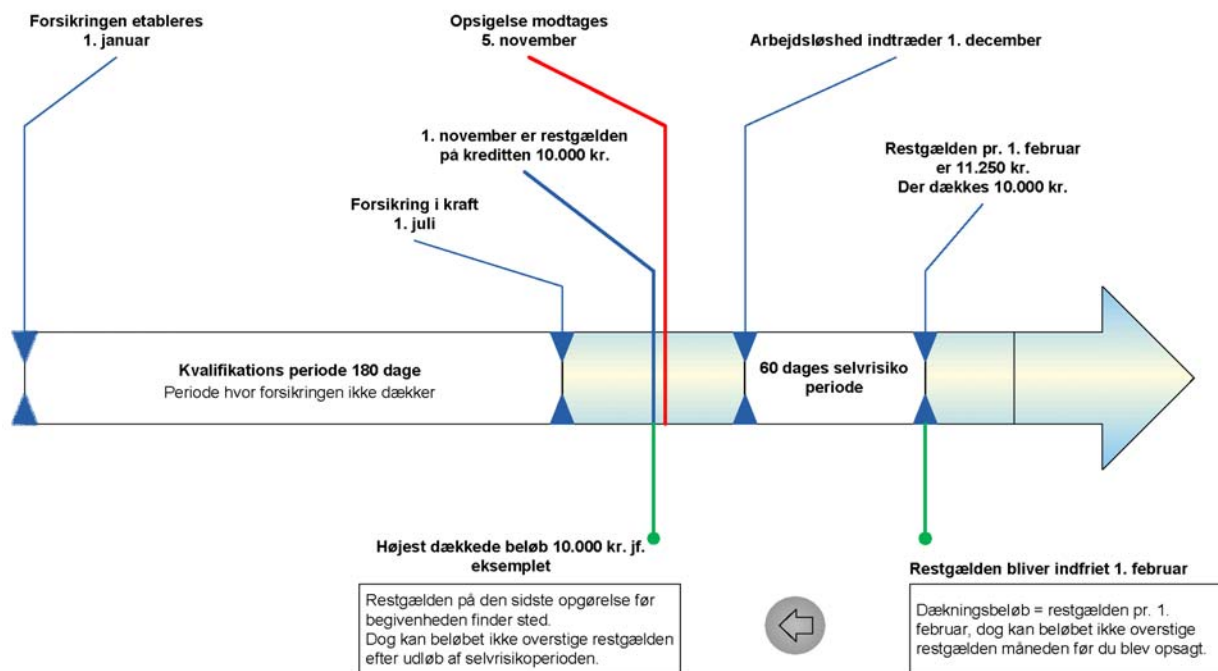 Forsikringen etableres
1. januar
Opsigelse modtages
5. november
Arbejdsløshed indtræder 1. december
1. november er restgælden
på kreditten 10.000 kr.
Restgælden pr. 1. februar
er 11.250 kr.
Der dækkes 10.000 kr.
Forsikring i kraft
1. juli
Kvalifikations periode 180 dage
Periode hvor forsikringen ikke dækker
60 dages selvrisiko
periode
Højest dækkede beløb 10.000 kr. jf.
eksemplet
Restgælden på den sidste opgørelse før
begivenheden finder sted.
Dog kan beløbet ikke overstige restgælden
efter udløb af selvrisikoperioden.
Restgælden bliver indfriet 1. februar
Dækningsbeløb = restgælden pr. 1.
februar, dog kan beløbet ikke overstige
restgælden måneden før du blev opsagt.